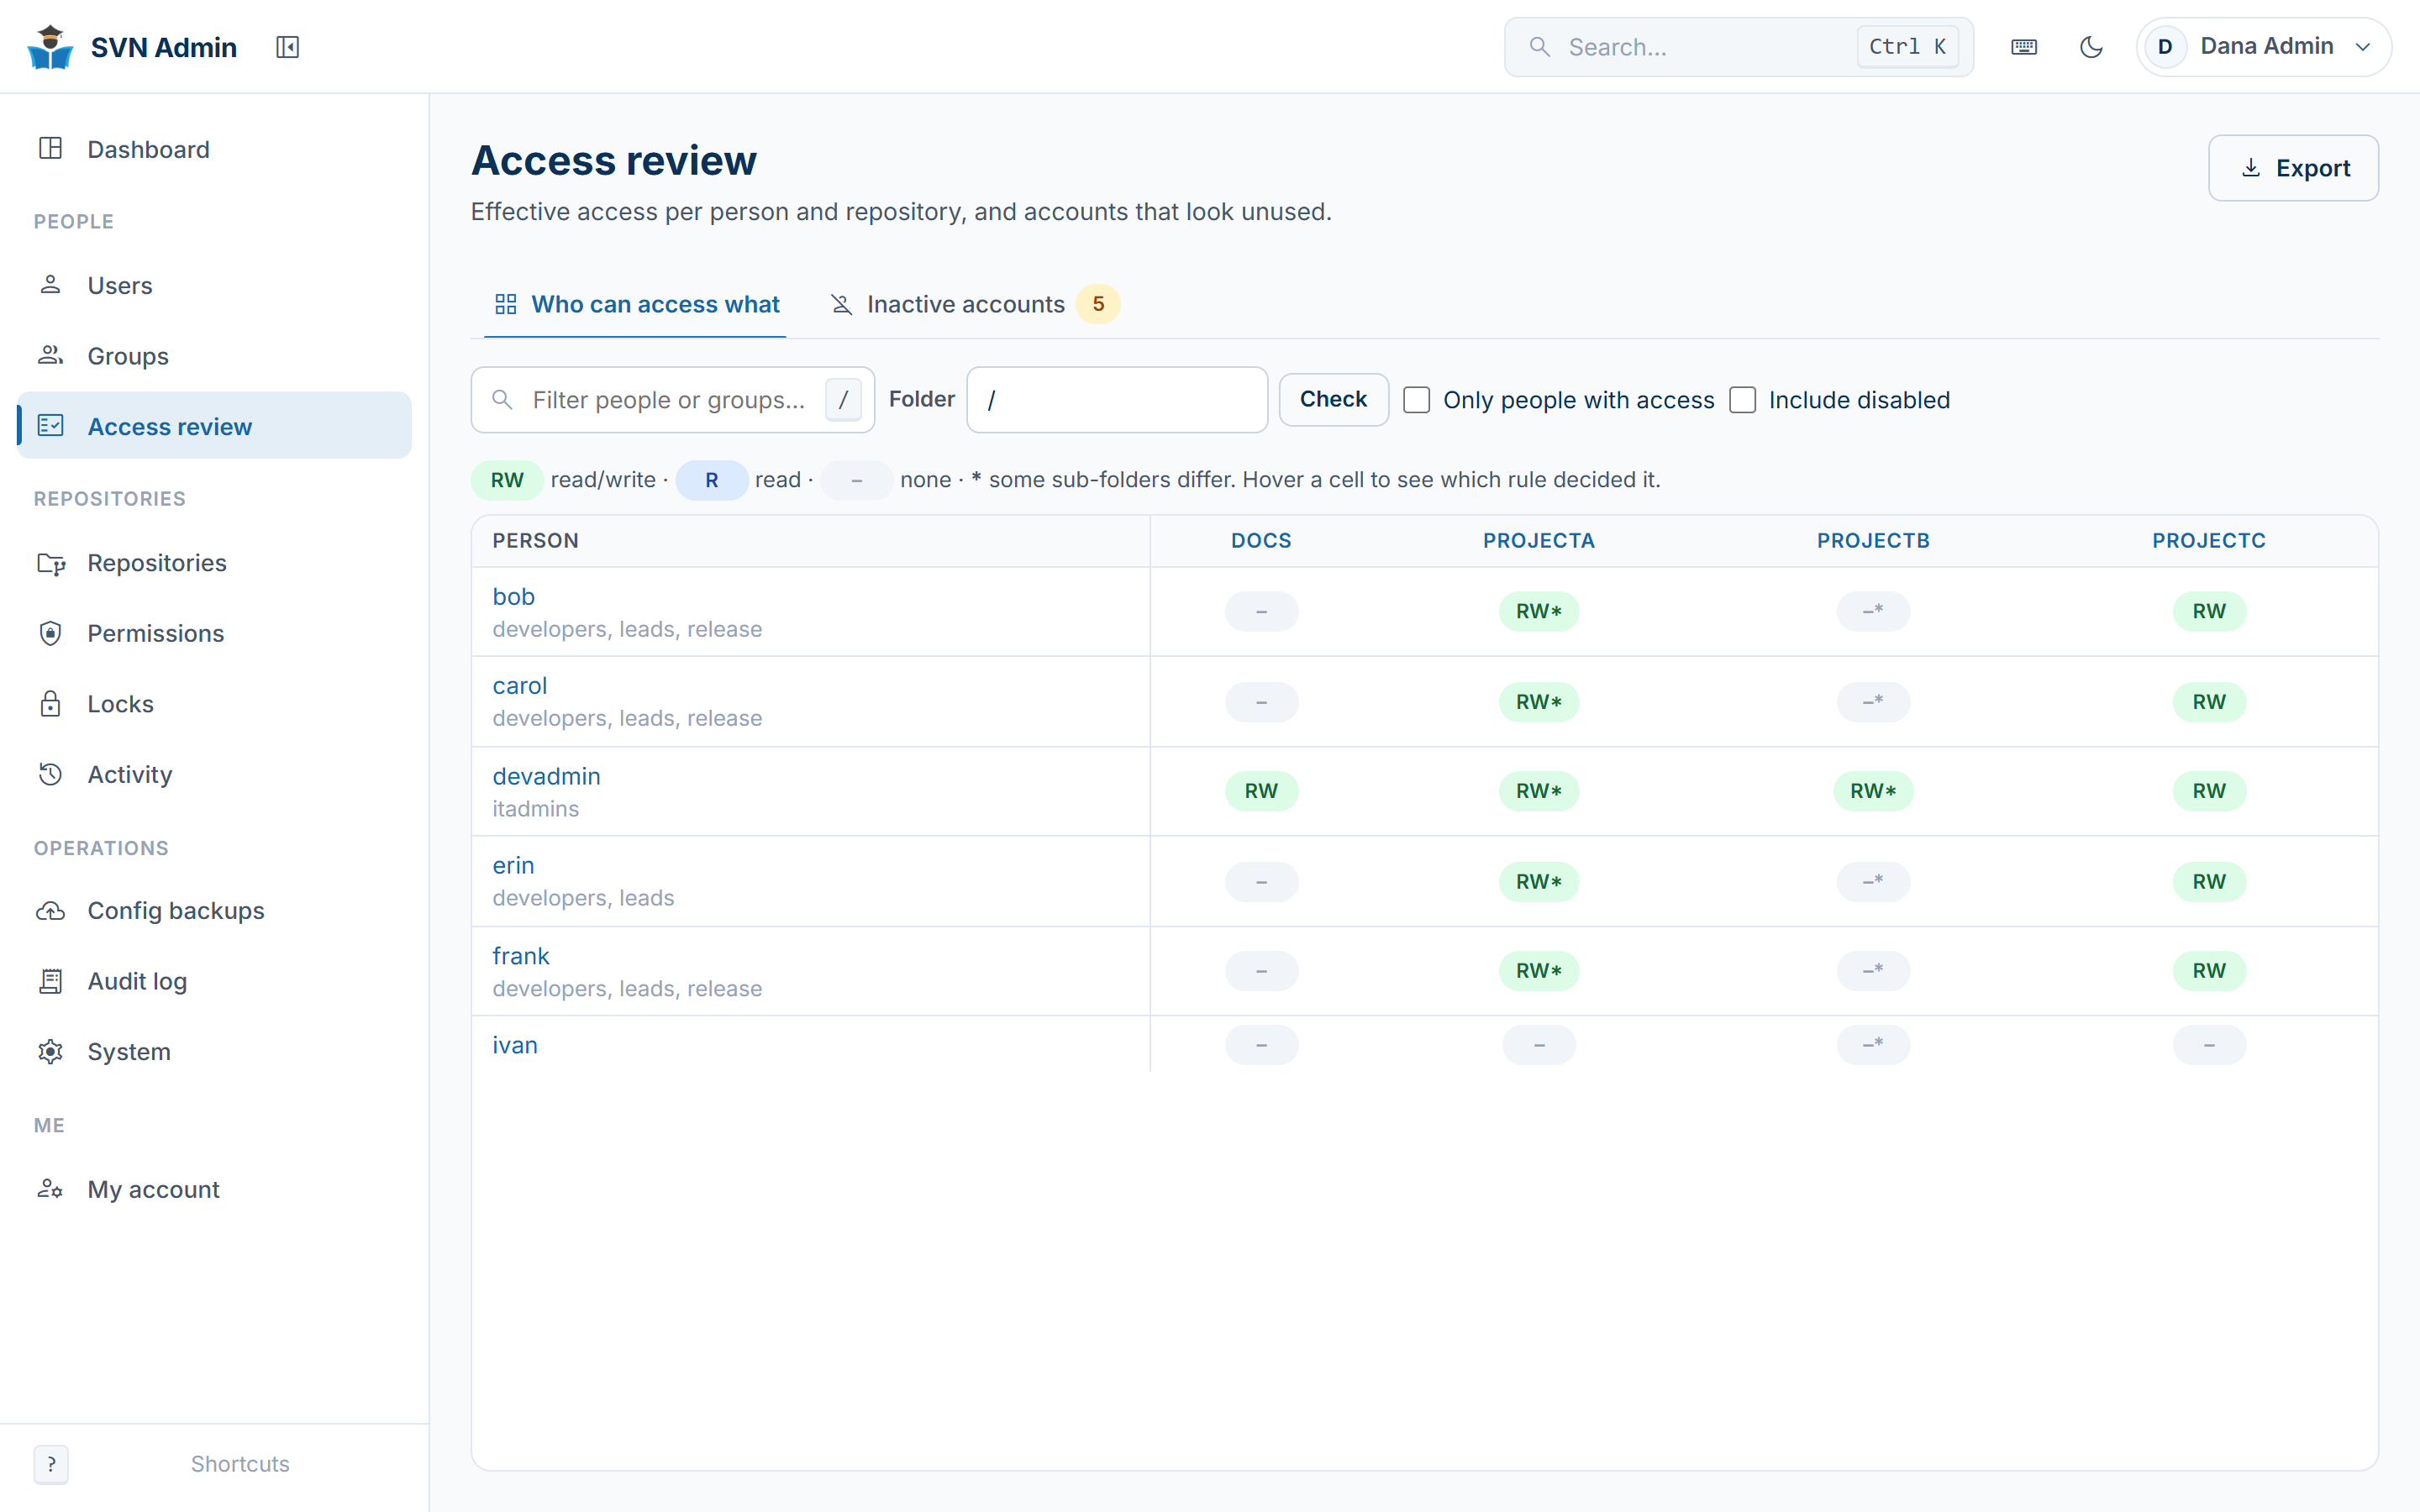 SVN Admin
Search... Ctrl K
D Dana Admin
Dashboard
PEOPLE
Users
Groups
Access review
REPOSITORIES
Repositories
Permissions
Locks
Activity
OPERATIONS
Config backups
Audit log
System
ME
My account
? Shortcuts
Access review
Export
Effective access per person and repository, and accounts that look unused.
Who can access what Inactive accounts 5
Filter people or groups... / Folder / Check Only people with access Include disabled
RW read/write · R read · – none · * some sub-folders differ. Hover a cell to see which rule decided it.
PERSON DOCS PROJECTA PROJECTB PROJECTC
bob
developers, leads, release
– RW* –* RW
carol
developers, leads, release
– RW* –* RW
devadmin
itadmins
RW RW* RW* RW
erin
developers, leads
– RW* –* RW
frank
developers, leads, release
– RW* –* RW
ivan – – –* –